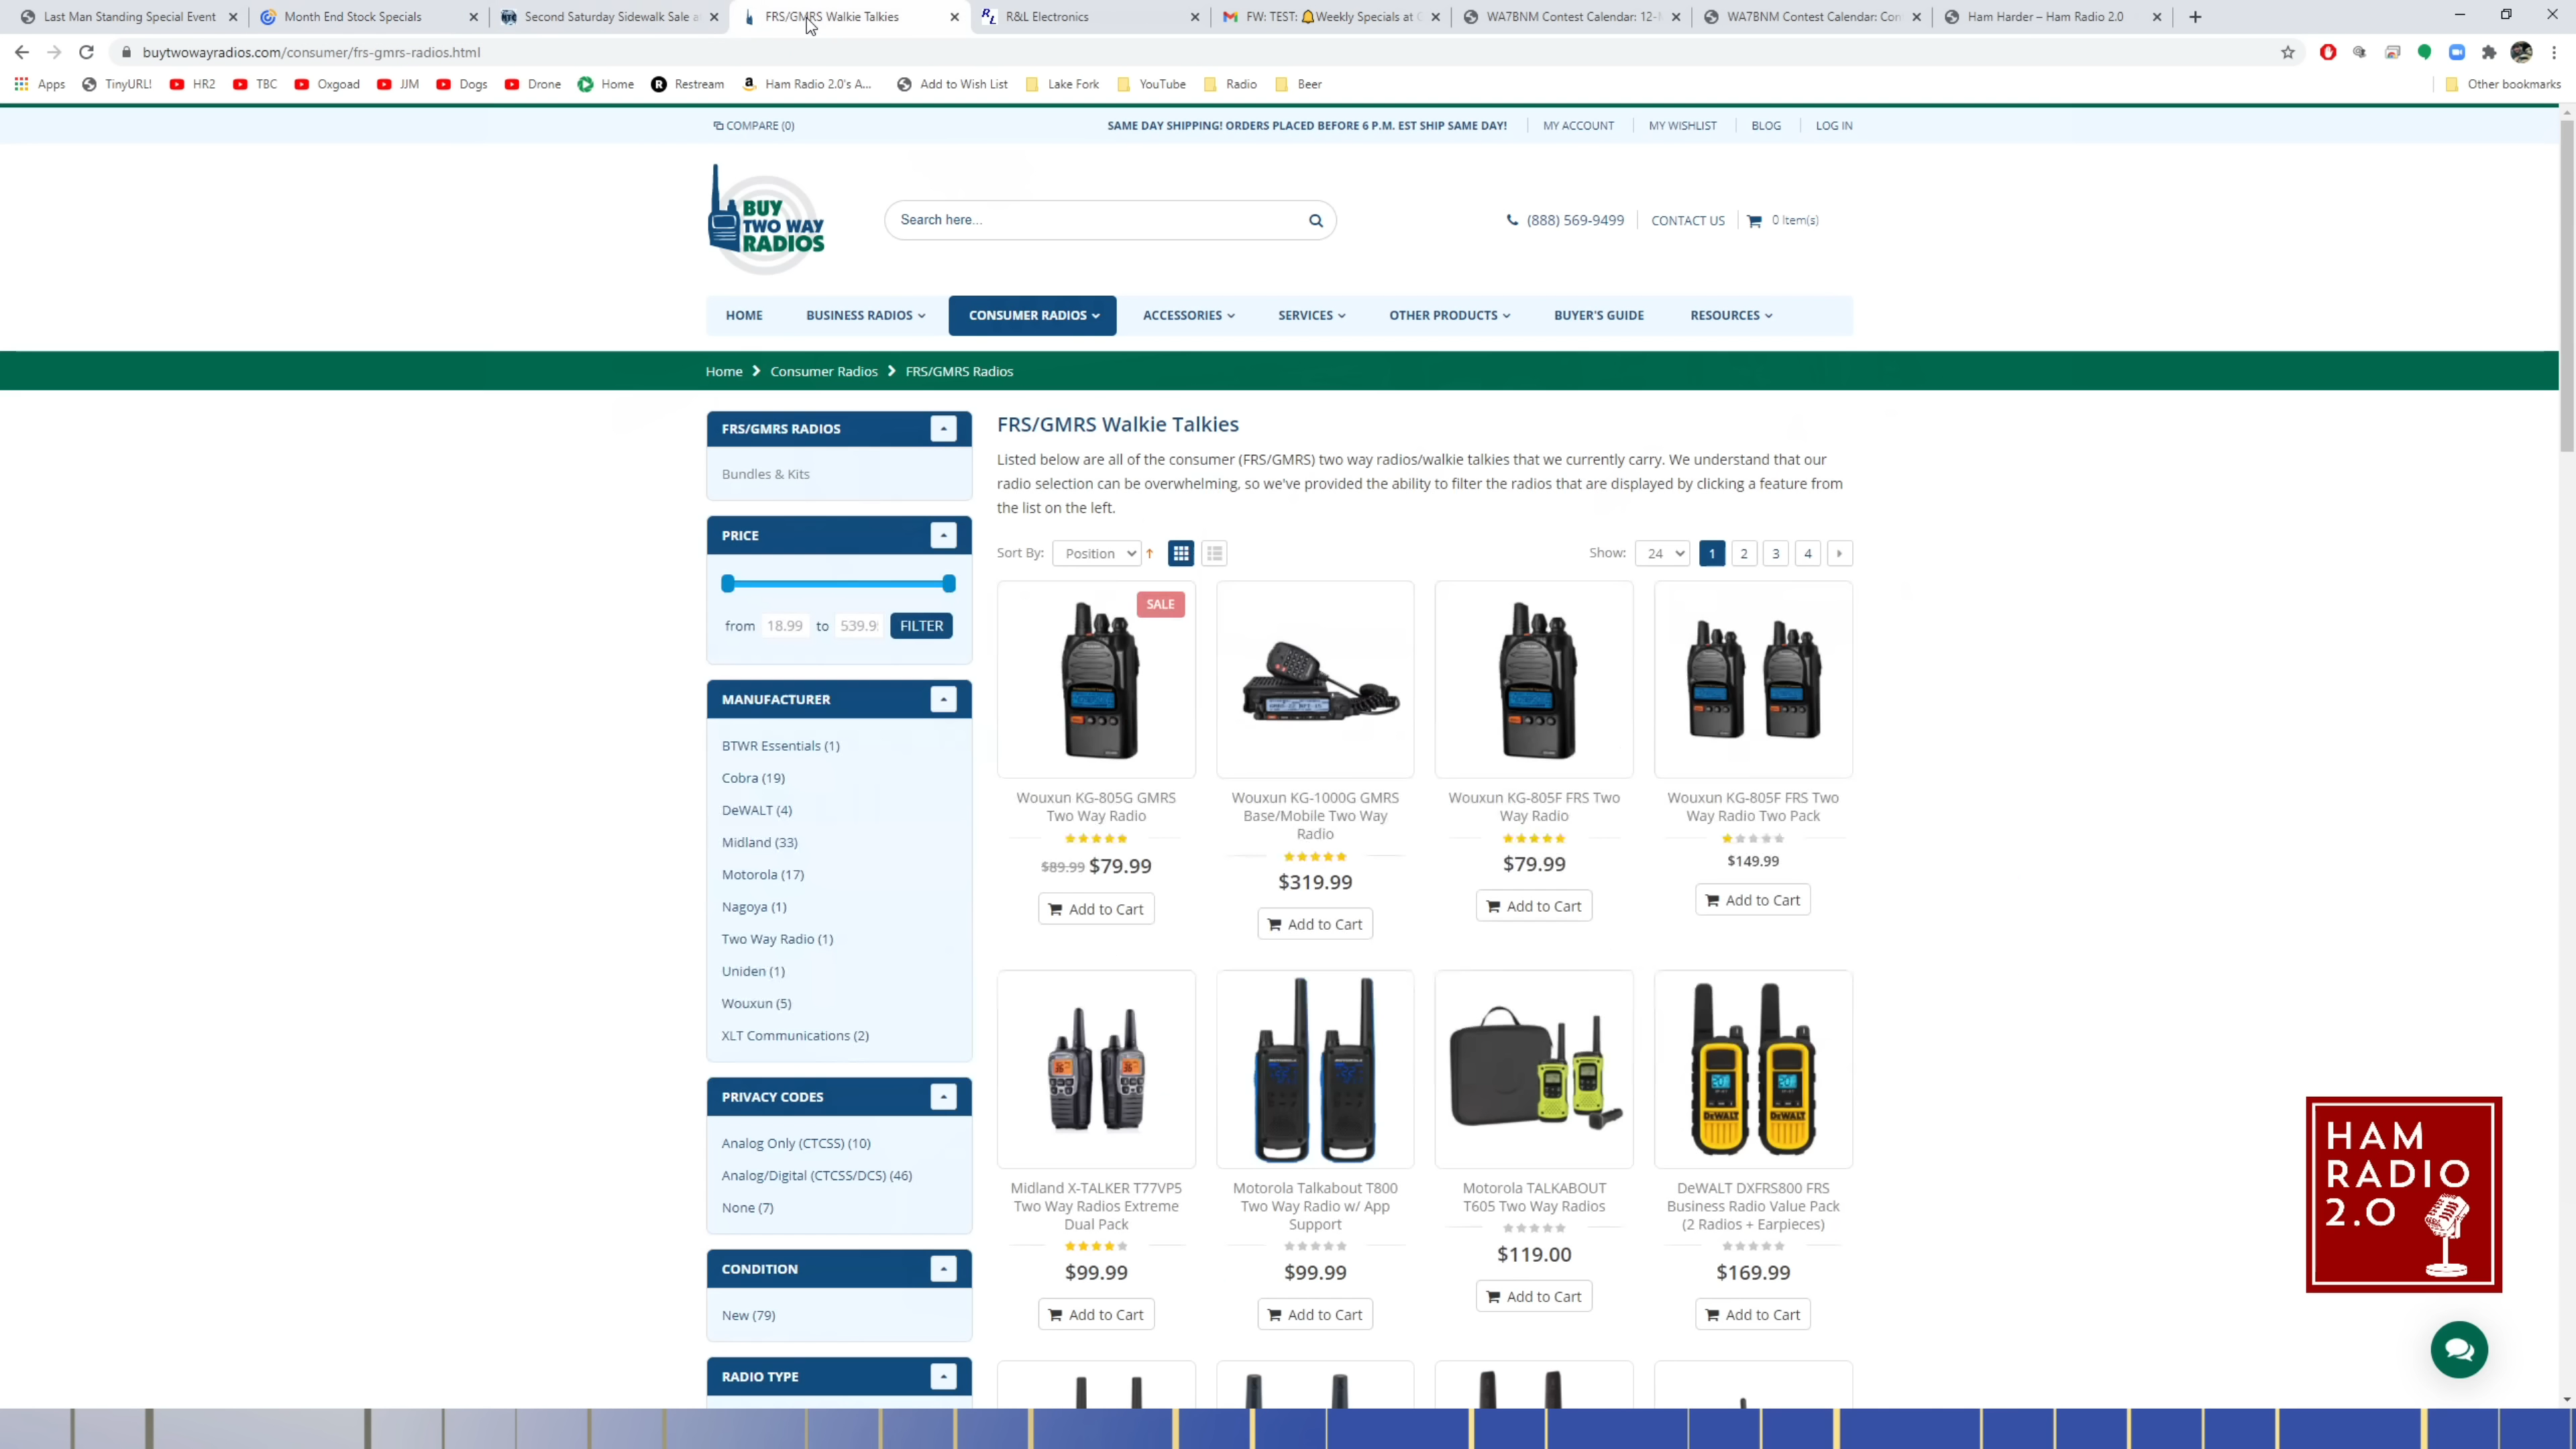 Last Man Standing Special Event
Month End Stock Specials
Second Saturday Sidewalk Sale a
FRS/GMRS Walkie Talkies
R&L Electronics
FW: TEST: 🔔Weekly Specials at
WA7BNM Contest Calendar: 12-
WA7BNM Contest Calendar: Con
Ham Harder – Ham Radio 2.0
buytwowayradios.com/consumer/frs-gmrs-radios.html
Apps TinyURL! HR2 TBC Oxgoad JJM Dogs Drone Home Restream Ham Radio 2.0's A... Add to Wish List Lake Fork YouTube Radio Beer Other bookmarks
COMPARE (0)
SAME DAY SHIPPING! ORDERS PLACED BEFORE 6 P.M. EST SHIP SAME DAY! MY ACCOUNT MY WISHLIST BLOG LOG IN
BUY
TWO WAY
RADIOS
Search here...
(888) 569-9499 CONTACT US 0 Item(s)
HOME BUSINESS RADIOS CONSUMER RADIOS ACCESSORIES SERVICES OTHER PRODUCTS BUYER'S GUIDE RESOURCES
Home > Consumer Radios > FRS/GMRS Radios
FRS/GMRS RADIOS
Bundles & Kits
PRICE
from 18.99 to 539.9 FILTER
MANUFACTURER
BTWR Essentials (1)
Cobra (19)
DeWALT (4)
Midland (33)
Motorola (17)
Nagoya (1)
Two Way Radio (1)
Uniden (1)
Wouxun (5)
XLT Communications (2)
PRIVACY CODES
Analog Only (CTCSS) (10)
Analog/Digital (CTCSS/DCS) (46)
None (7)
CONDITION
New (79)
RADIO TYPE
FRS/GMRS Walkie Talkies
Listed below are all of the consumer (FRS/GMRS) two way radios/walkie talkies that we currently carry. We understand that our
radio selection can be overwhelming, so we've provided the ability to filter the radios that are displayed by clicking a feature from
the list on the left.
Sort By: Position
Show: 24 1 2 3 4
SALE
Wouxun KG-805G GMRS
Two Way Radio
$89.99 $79.99
Add to Cart
Wouxun KG-1000G GMRS
Base/Mobile Two Way
Radio
$319.99
Add to Cart
Wouxun KG-805F FRS Two
Way Radio
$79.99
Add to Cart
Wouxun KG-805F FRS Two
Way Radio Two Pack
$149.99
Add to Cart
Midland X-TALKER T77VP5
Two Way Radios Extreme
Dual Pack
$99.99
Add to Cart
Motorola Talkabout T800
Two Way Radio w/ App
Support
$99.99
Add to Cart
Motorola TALKABOUT
T605 Two Way Radios
$119.00
Add to Cart
DEWALT DEWALT
DeWALT DXFRS800 FRS
Business Radio Value Pack
(2 Radios + Earpieces)
$169.99
Add to Cart
HAM
RADIO
2.0